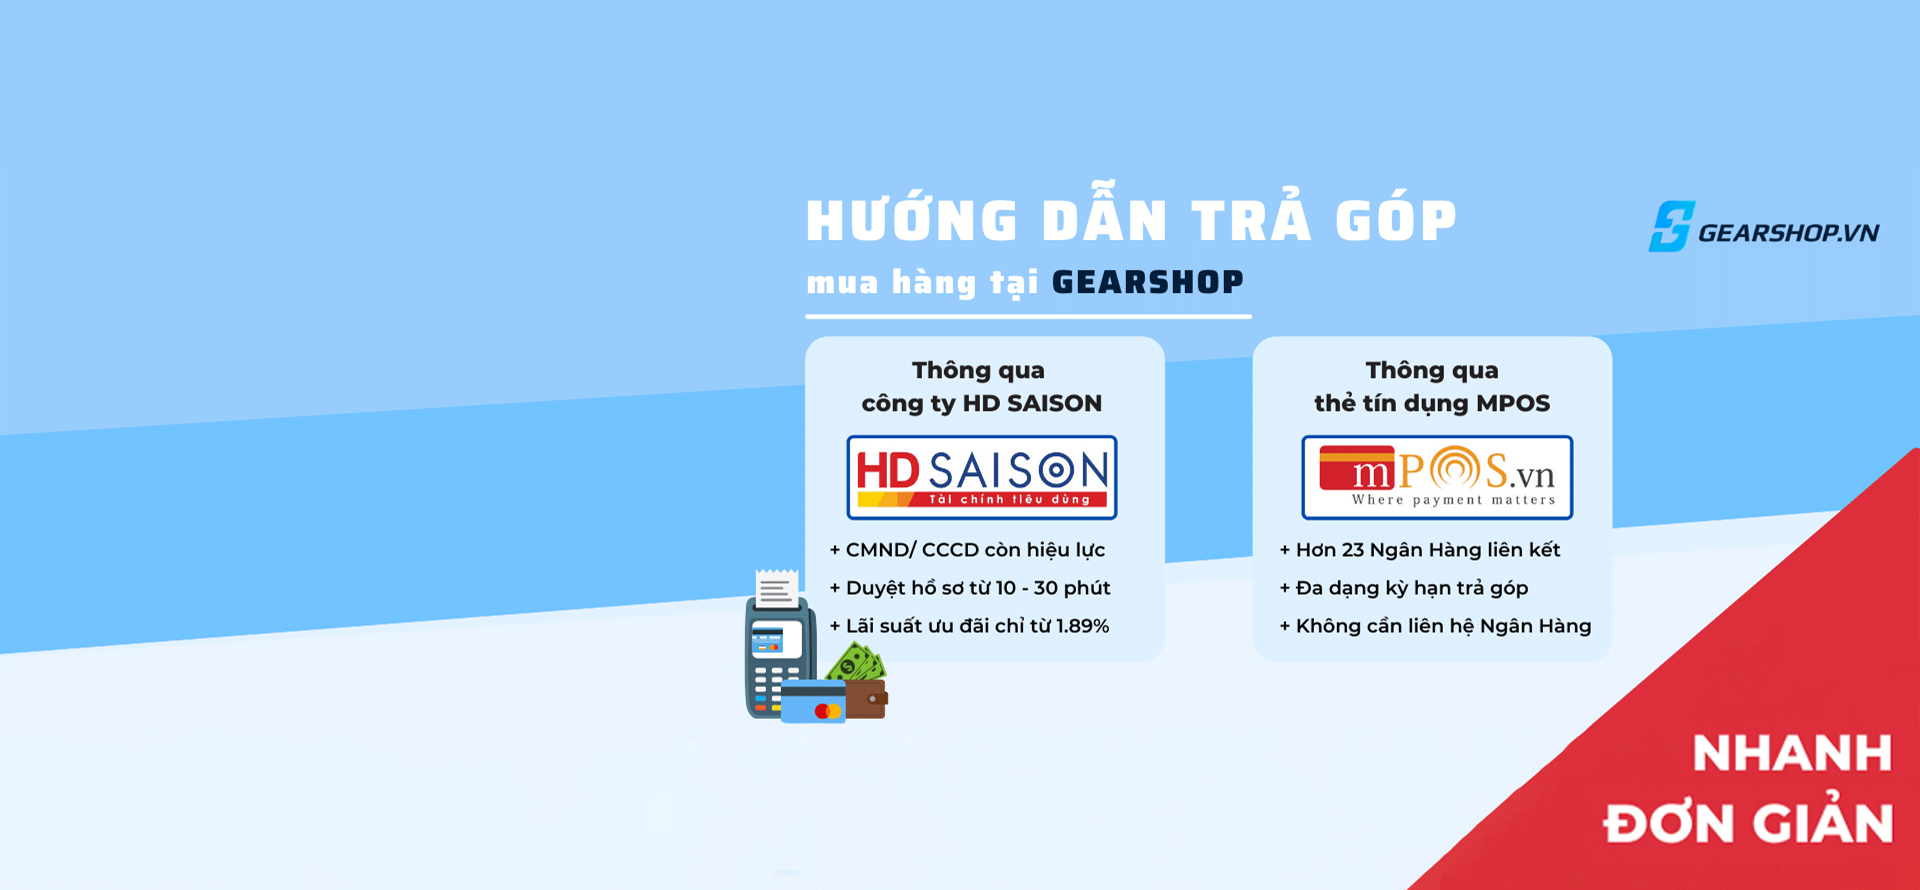 HƯỚNG DẪN TRẢ GÓP
mua hàng tại GEARSHOP
GEARSHOP.VN
Thông qua
công ty HD SAISON
HD SAISON
Tài chính tiêu dùng
+ CMND/ CCCD còn hiệu lực
+ Duyệt hồ sơ từ 10 - 30 phút
+ Lãi suất ưu đãi chỉ từ 1.89%
Thông qua
thẻ tín dụng MPOS
mPOS.vn
Where payment matters
+ Hơn 23 Ngân Hàng liên kết
+ Đa dạng kỳ hạn trả góp
+ Không cần liên hệ Ngân Hàng
NHANH
ĐƠN GIẢN